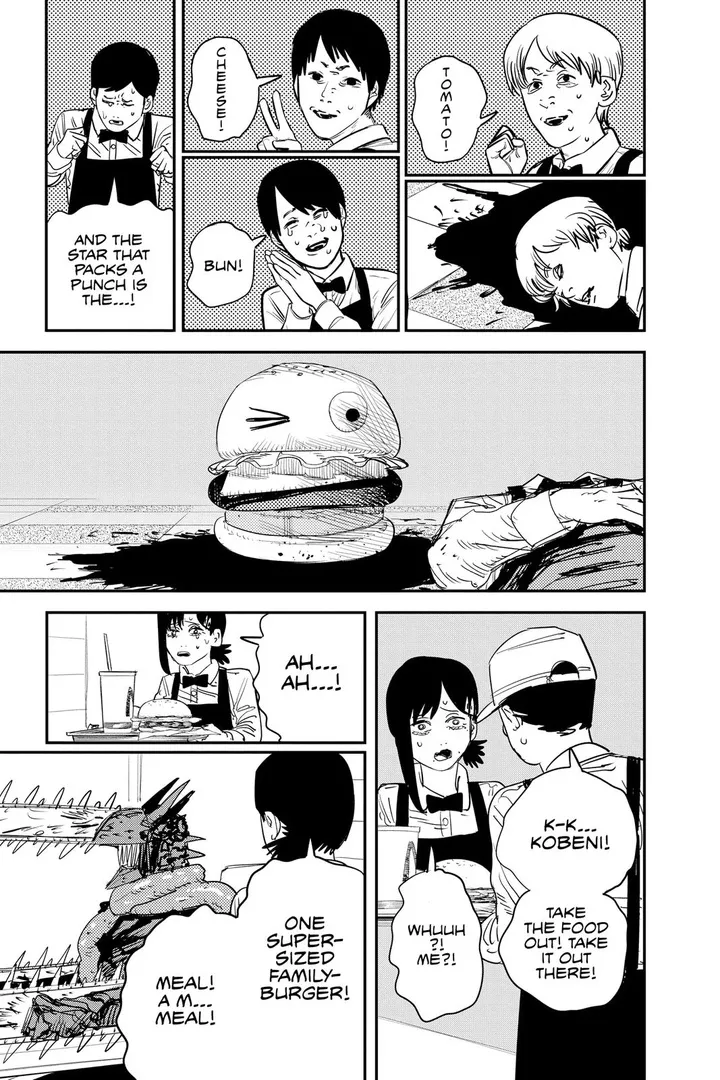 TOMATO!
CHEESE!
BUN!
AND THE
STAR THAT
PACKS A
PUNCH IS
THE...!
K-K...
KOBENI!
TAKE
THE FOOD
OUT! TAKE
IT OUT
THERE!
WHUUH
?!
ME?!
AH...
AH...!
ONE
SUPER-
SIZED
FAMILY-
BURGER!
MEAL!
A M...
MEAL!